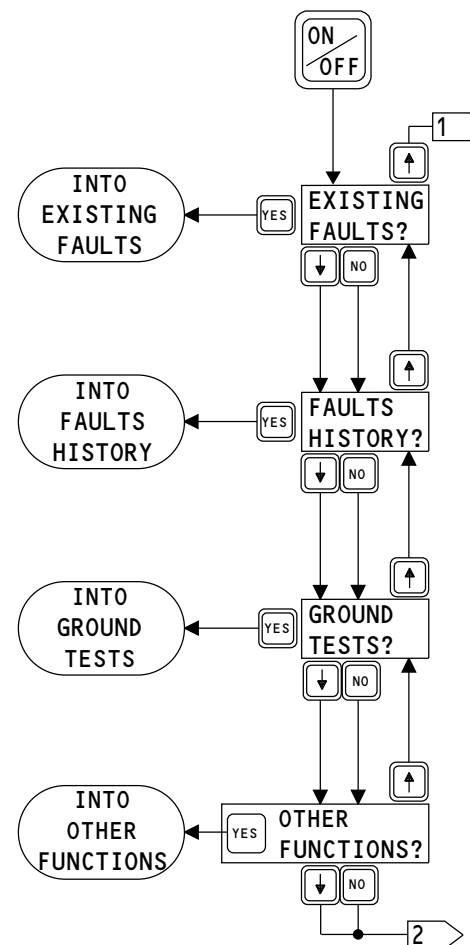 ON
OFF
1
↑
INTO
EXISTING
FAULTS
YES
EXISTING
FAULTS?
↓ NO
↑
INTO
FAULTS
HISTORY
YES
FAULTS
HISTORY?
↓ NO
↑
INTO
GROUND
TESTS
YES
GROUND
TESTS?
↓ NO
↑
INTO
OTHER
FUNCTIONS
YES
OTHER
FUNCTIONS?
↓ NO
2